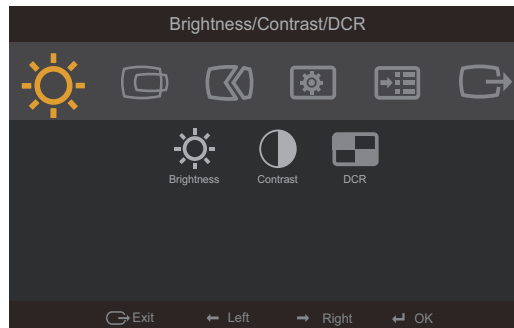 Brightness/Contrast/DCR
Brightness Contrast DCR
Exit Left Right OK